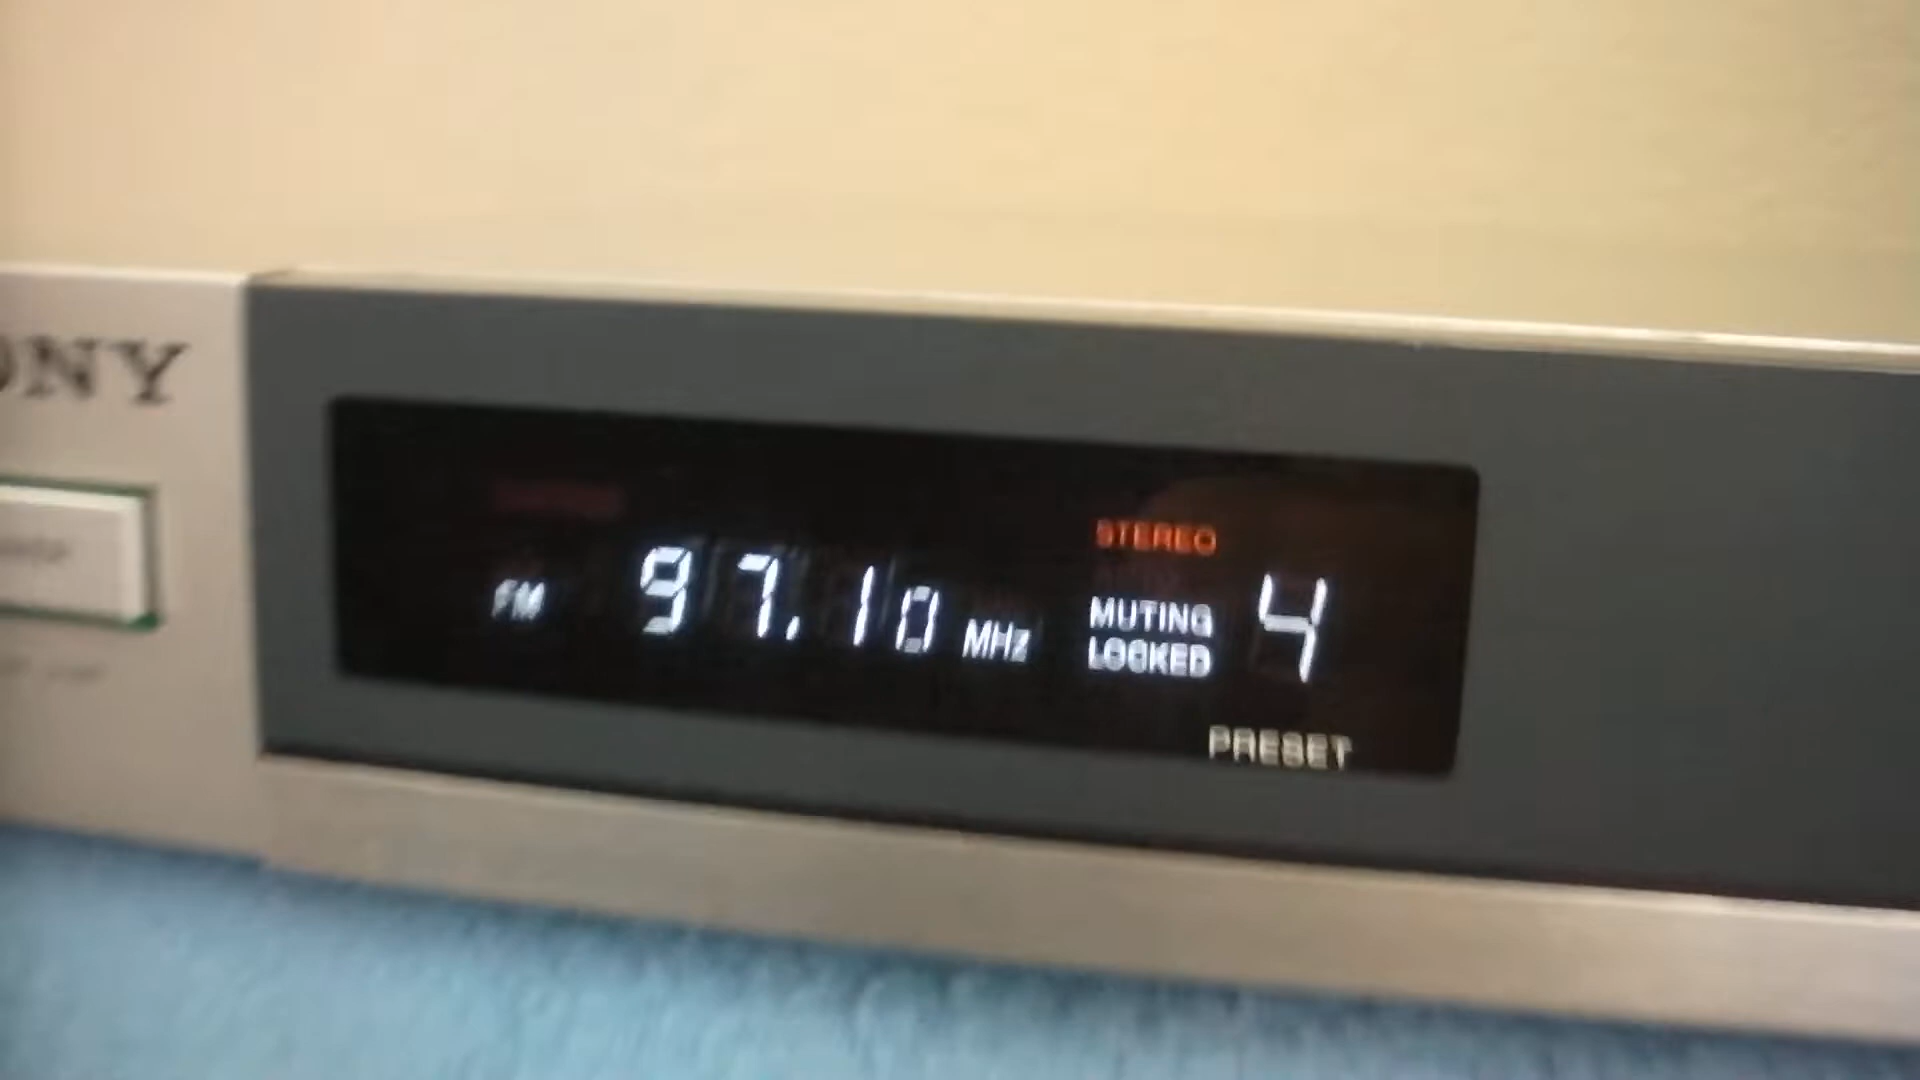 ONY
STEREO
FM 97.10 MHz MUTING 4
LOCKED
PRESET